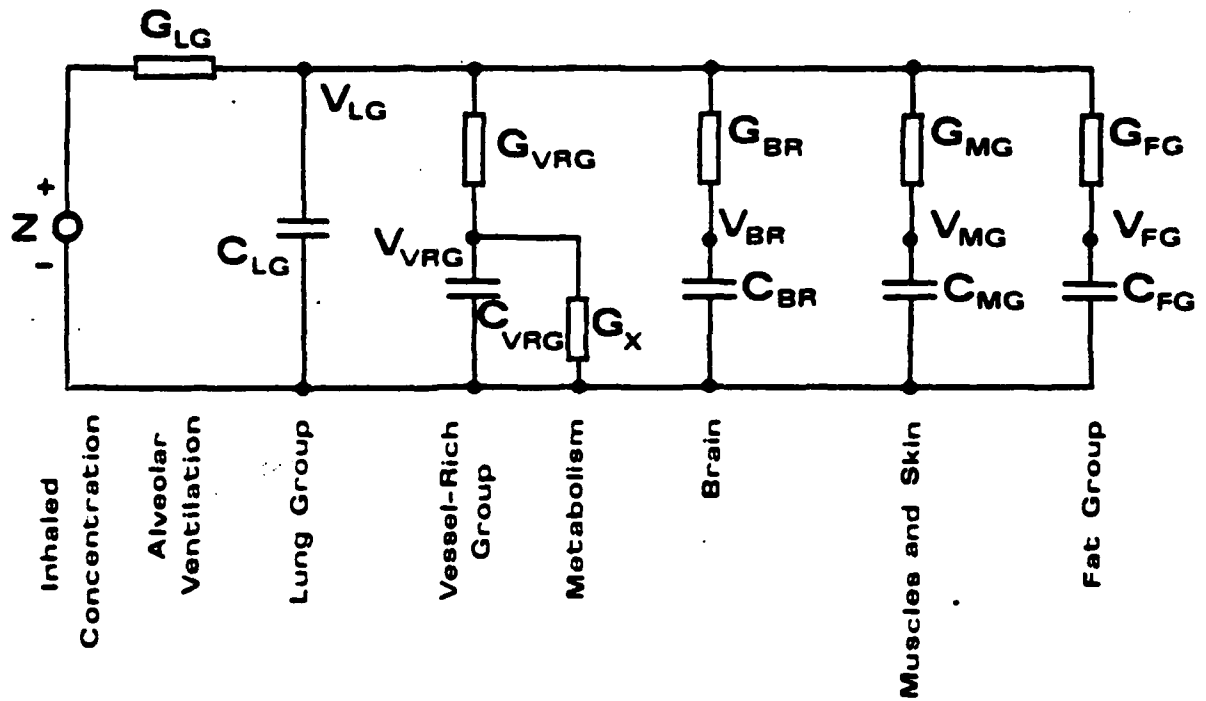 G_LG
V_LG
G_VRG
G_BR
G_MG
G_FG
+
N
-
C_LG
V_VRG
C_VRG
G_X
V_BR
C_BR
V_MG
C_MG
V_FG
C_FG
Inhaled
Concentration
Alveolar
Ventilation
Lung Group
Vessel-Rich
Group
Metabolism
Brain
Muscles and Skin
Fat Group